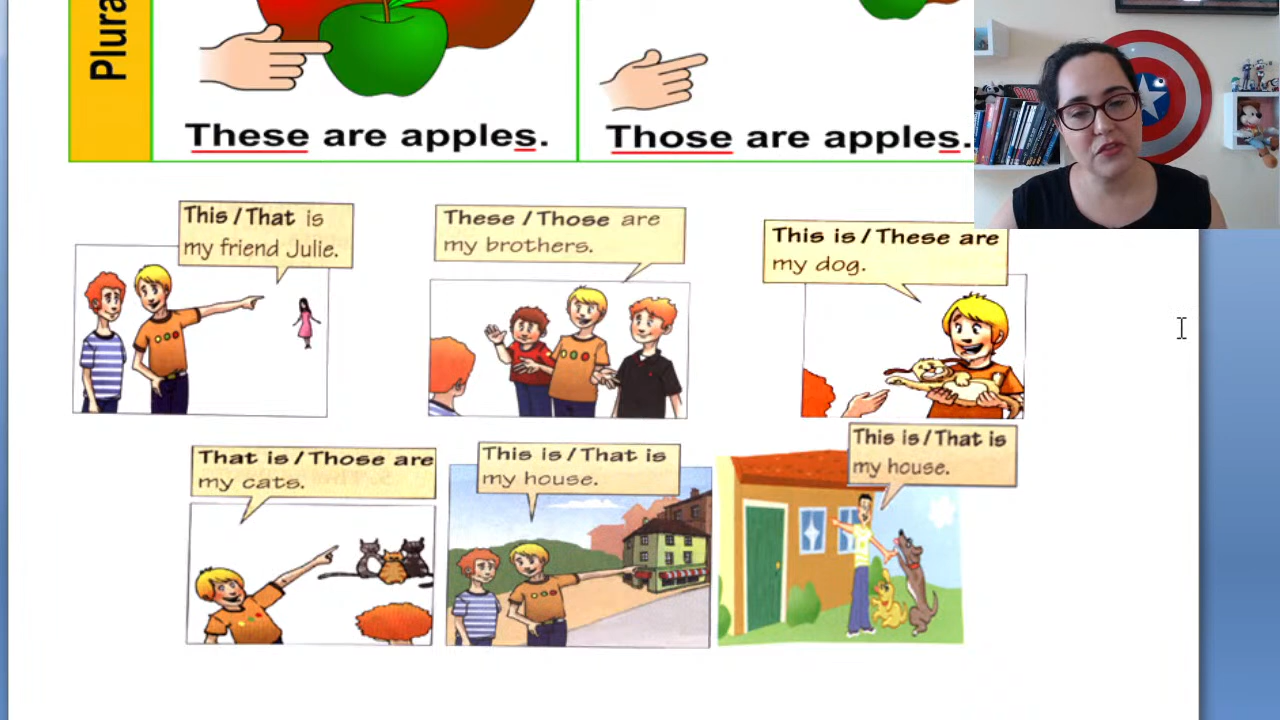 Plura
These are apples.
Those are apples.
This / That is
my friend Julie.
These / Those are
my brothers.
This is / These are
my dog.
That is / Those are
my cats.
This is / That is
my house.
This is / That is
my house.